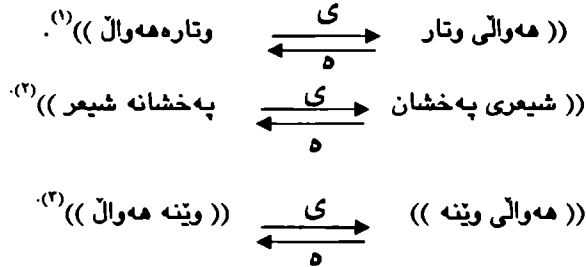 (( هەواڵی وتار ی ە وتارەهەواڵ ))(١).
(( شیعری پەخشان ی ە پەخشانە شیعر ))(٢).
(( هەواڵی وێنە )) ی ە (( وێنە هەواڵ ))(٣).